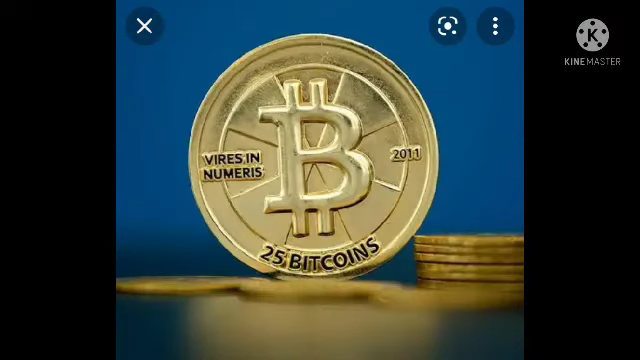 VIRES IN
NUMERIS
2011
25 BITCOINS
K
KINEMASTER